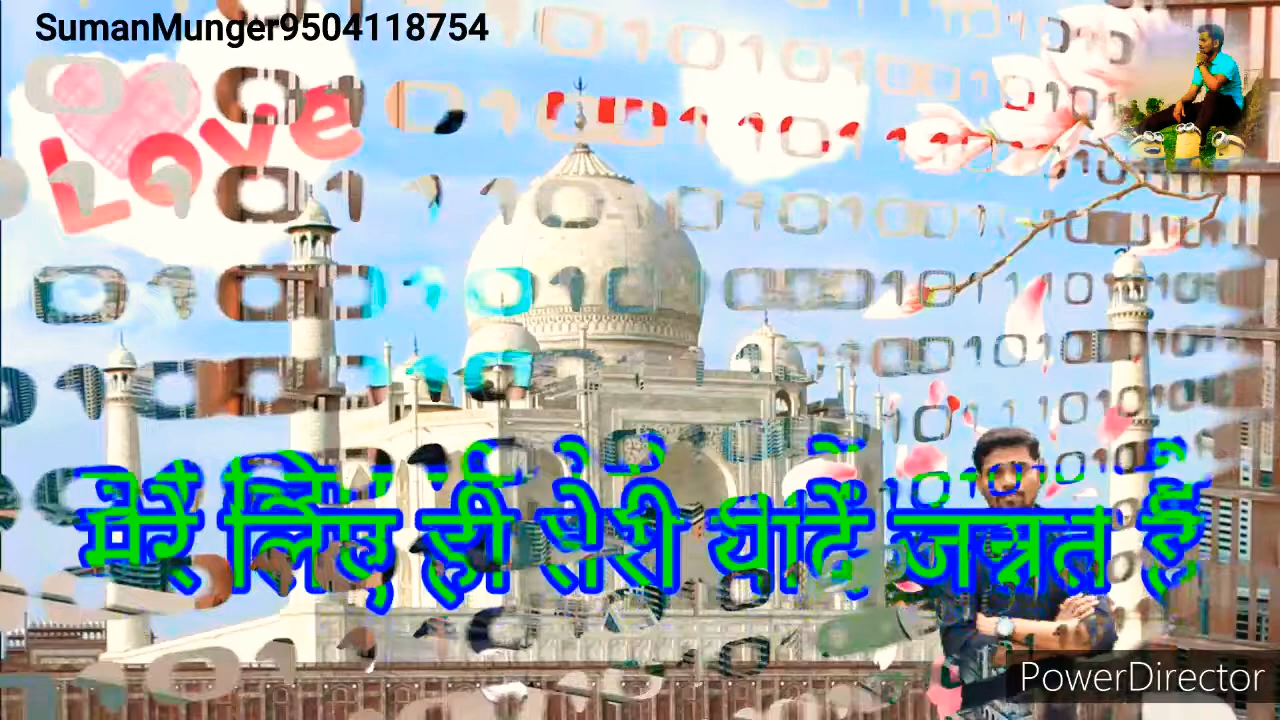 SumanMunger9504118754
Love
मेरे लिए ही तेरी यादें जन्नत है
PowerDirector